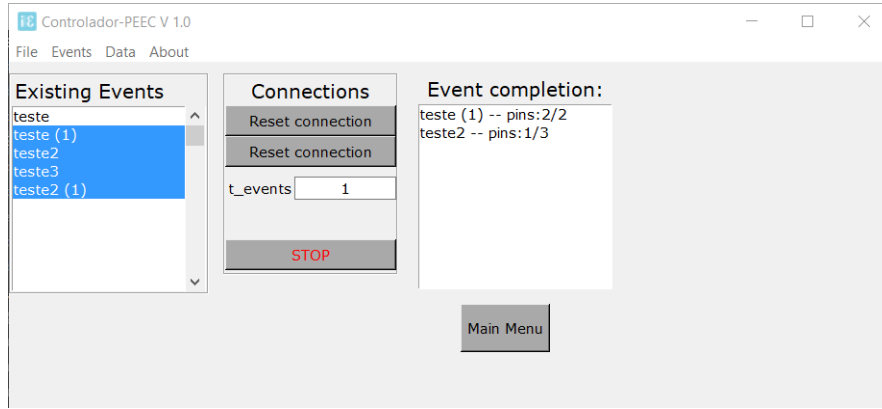 Controlador-PEEC V 1.0
File Events Data About
Existing Events
teste
teste (1)
teste2
teste3
teste2 (1)
Connections
Reset connection
Reset connection
t_events 1
STOP
Event completion:
teste (1) -- pins:2/2
teste2 -- pins:1/3
Main Menu